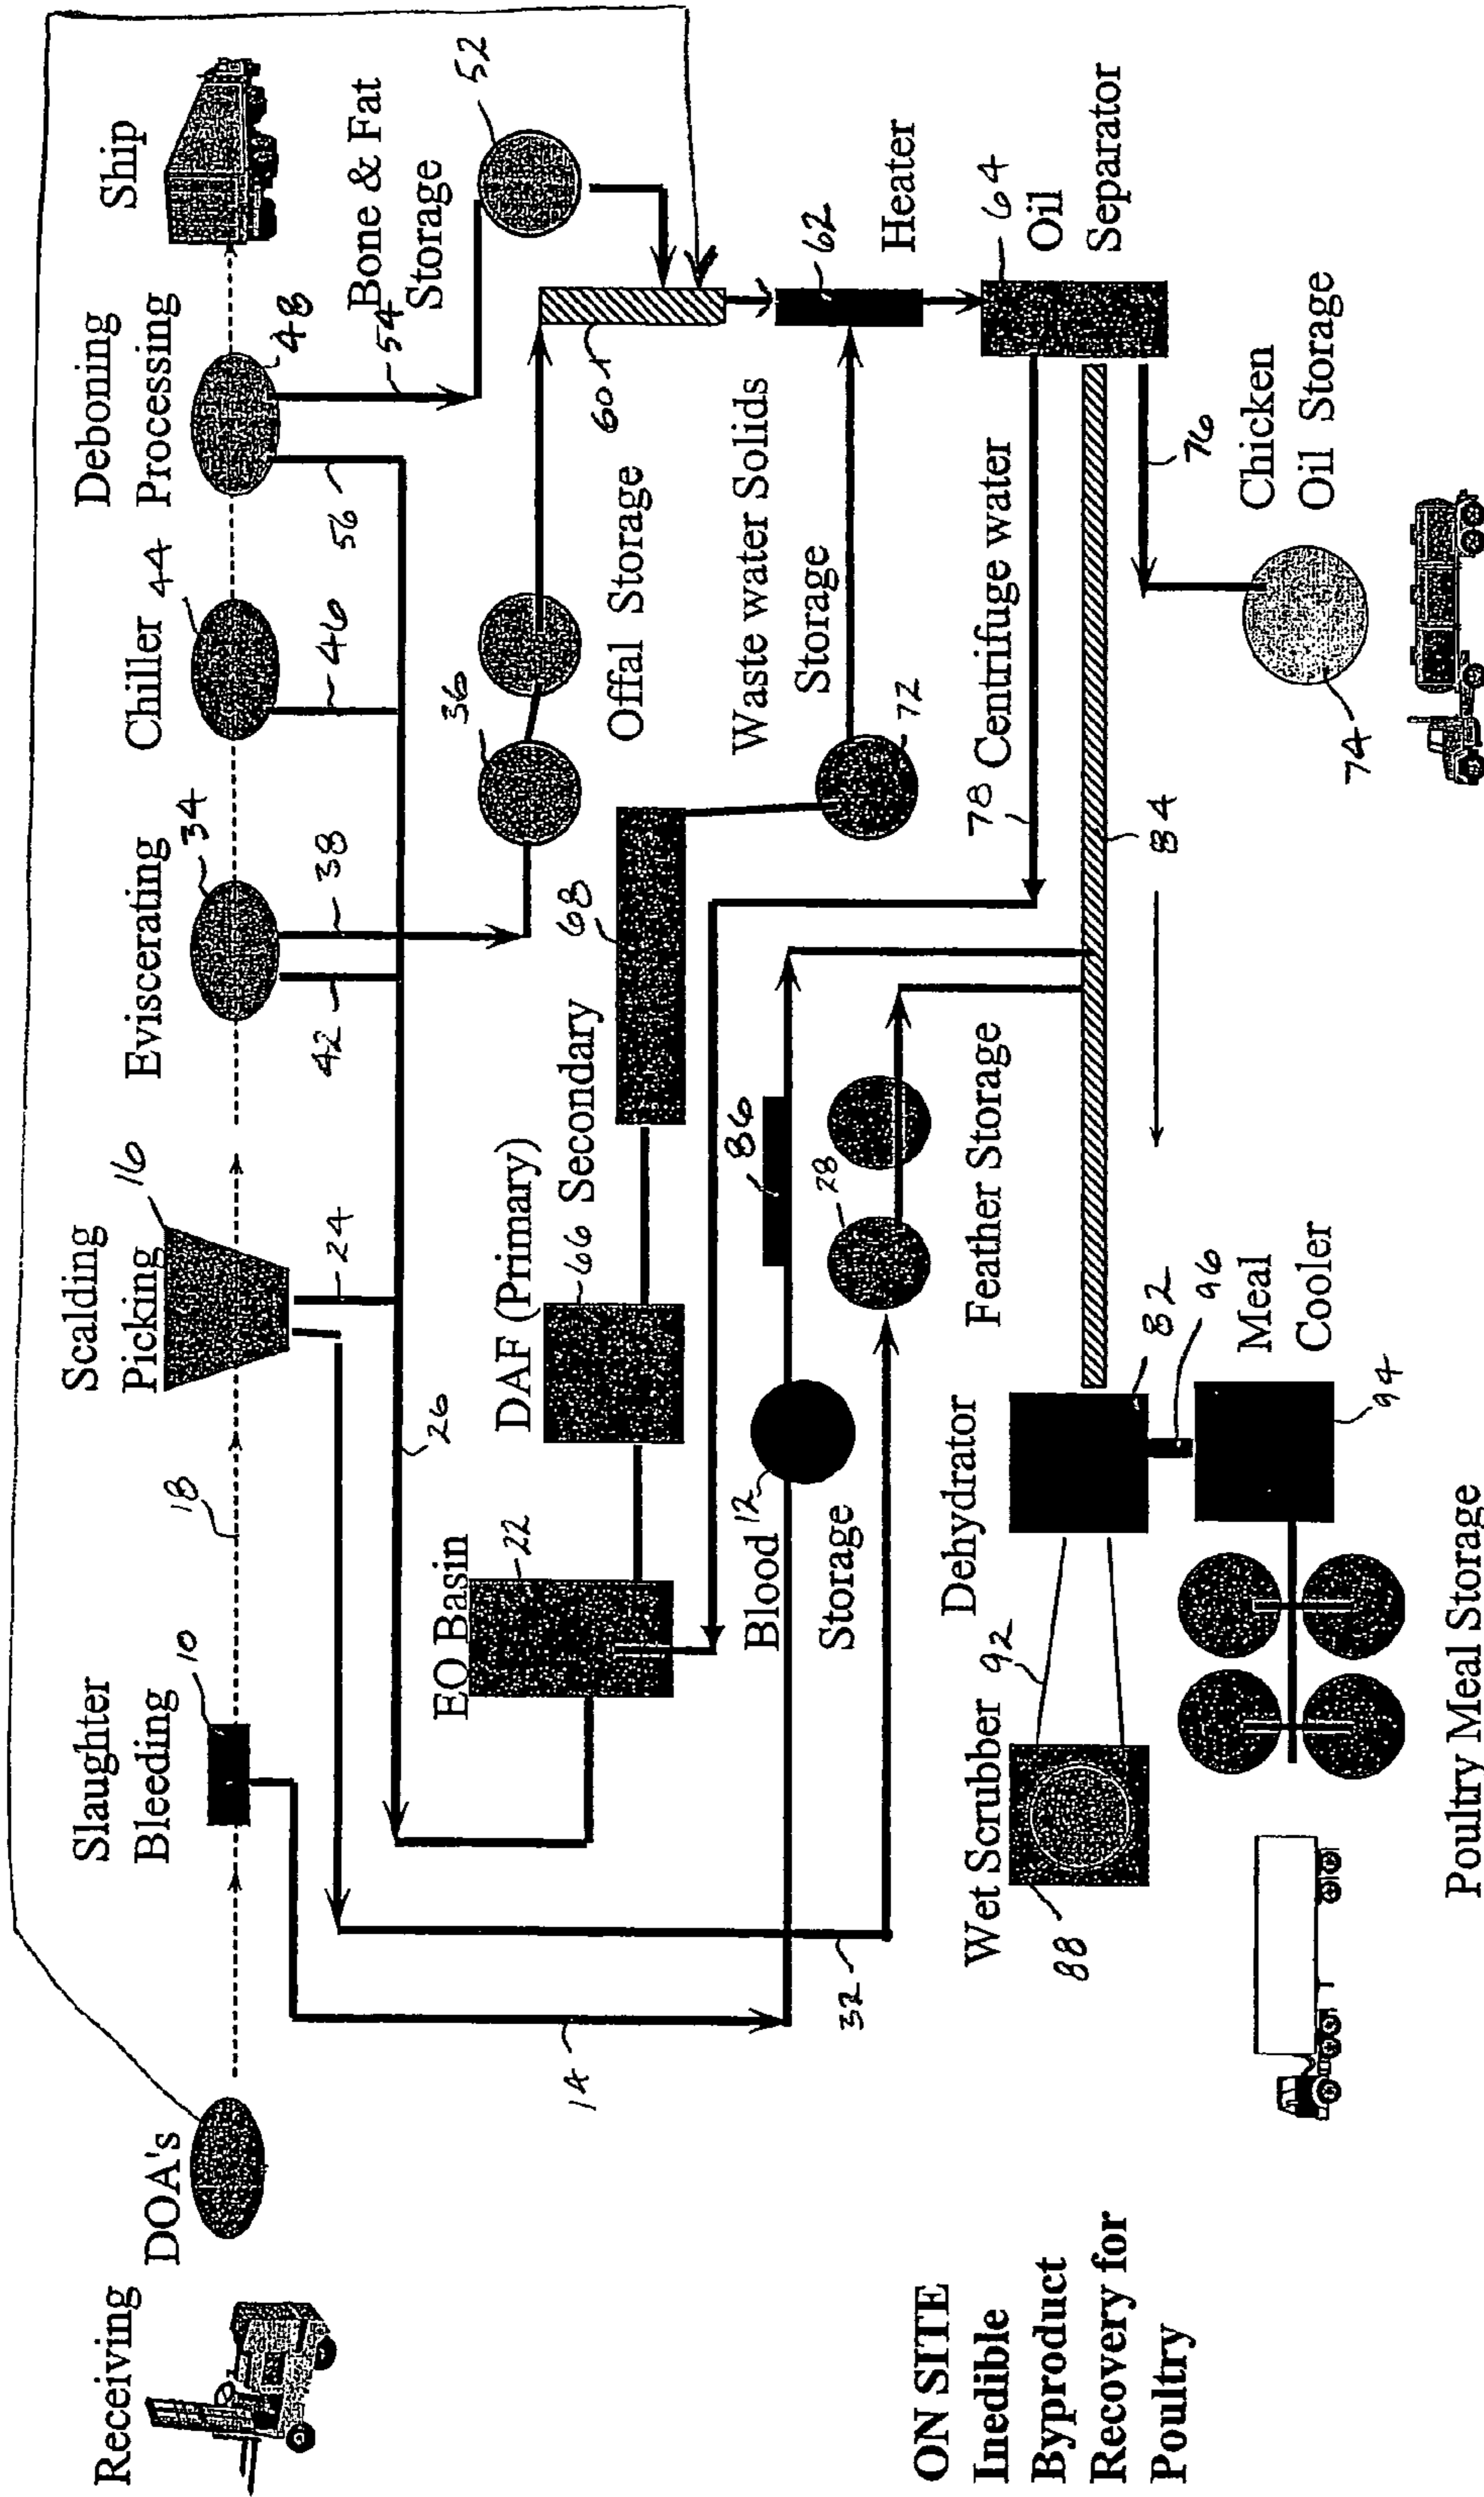 Receiving
DOA's
Slaughter
Bleeding
10
18
Scalding
Picking
16
Eviscerating
34
Chiller
44
Deboning
Processing
48
Ship
14
24
26
42
38
46
56
54
Bone & Fat
Storage
52
36
Offal Storage
60
EO Basin
22
DAF (Primary)
66
Secondary
68
Waste water Solids
Storage
72
62
Heater
64
Oil
Separator
Blood
Storage
12
86
28
Feather Storage
32
78
Centrifuge water
84
76
Chicken
Oil Storage
74
Wet Scrubber
88
92
Dehydrator
82
96
Meal
Cooler
94
Poultry Meal Storage
ON SITE
Inedible
Byproduct
Recovery for
Poultry